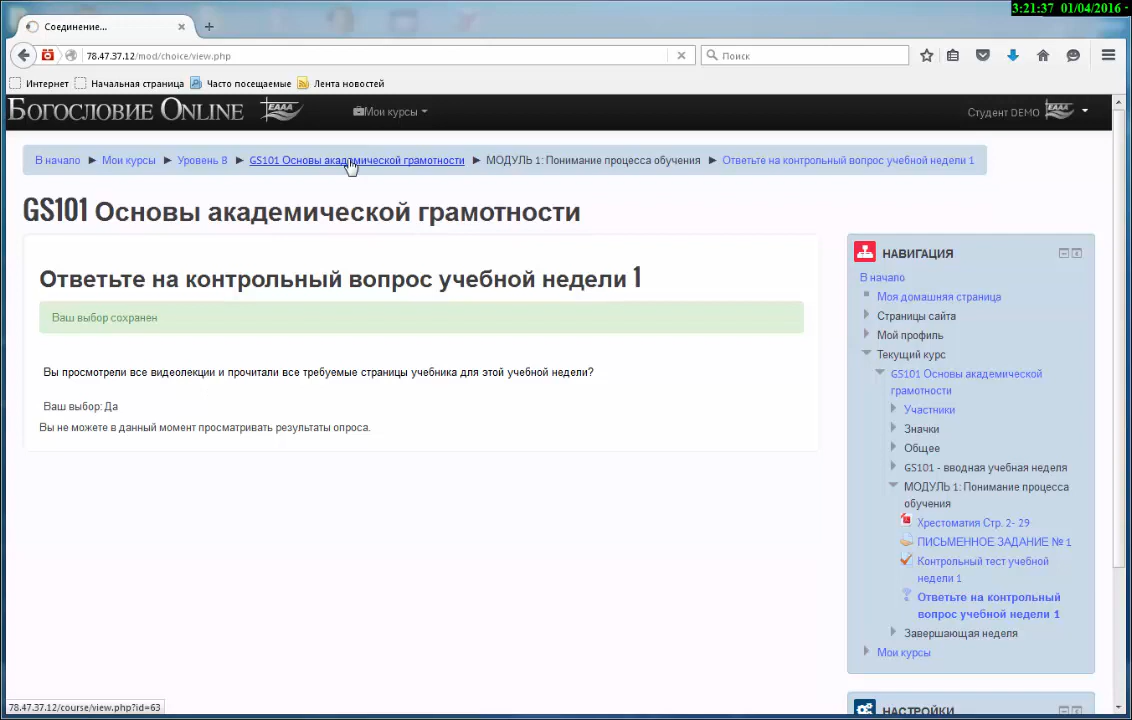 3:21:37 01/04/2016
Соединение...
78.47.37.12/mod/choice/view.php
Поиск
Интернет Начальная страница Часто посещаемые Лента новостей
Богословие Online ЕААА Мои курсы Студент DEMO
В начало ► Мои курсы ► Уровень 8 ► GS101 Основы академической грамотности ► МОДУЛЬ 1: Понимание процесса обучения ► Ответьте на контрольный вопрос учебной недели 1
GS101 Основы академической грамотности
Ответьте на контрольный вопрос учебной недели 1
Ваш выбор сохранен
Вы просмотрели все видеолекции и прочитали все требуемые страницы учебника для этой учебной недели?
Ваш выбор: Да
Вы не можете в данный момент просматривать результаты опроса.
НАВИГАЦИЯ
В начало
Моя домашняя страница
Страницы сайта
Мой профиль
Текущий курс
GS101 Основы академической
грамотности
Участники
Значки
Общее
GS101 - вводная учебная неделя
МОДУЛЬ 1: Понимание процесса
обучения
Хрестоматия Стр. 2- 29
ПИСЬМЕННОЕ ЗАДАНИЕ № 1
Контрольный тест учебной
недели 1
Ответьте на контрольный
вопрос учебной недели 1
Завершающая неделя
Мои курсы
НАСТРОЙКИ
78.47.37.12/course/view.php?id=63